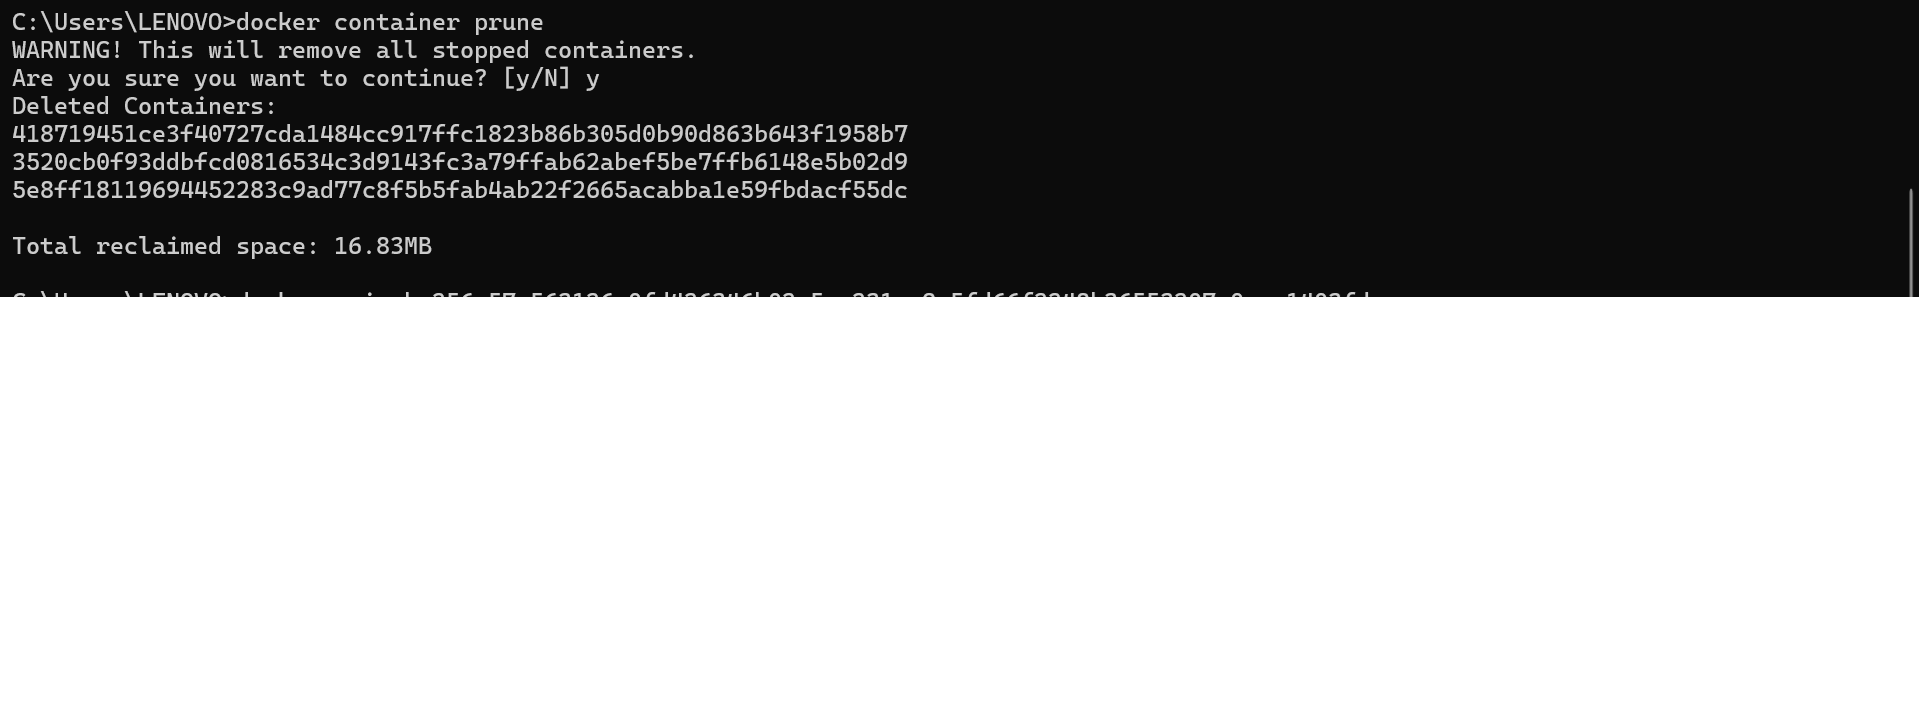 C:\Users\LENOVO>docker container prune
WARNING! This will remove all stopped containers.
Are you sure you want to continue? [y/N] y
Deleted Containers:
418719451ce3f40727cda1484cc917ffc1823b86b305d0b90d863b643f1958b7
3520cb0f93ddbfcd0816534c3d9143fc3a79ffab62abef5be7ffb6148e5b02d9
5e8ff18119694452283c9ad77c8f5b5fab4ab22f2665acabba1e59fbdacf55dc
Total reclaimed space: 16.83MB